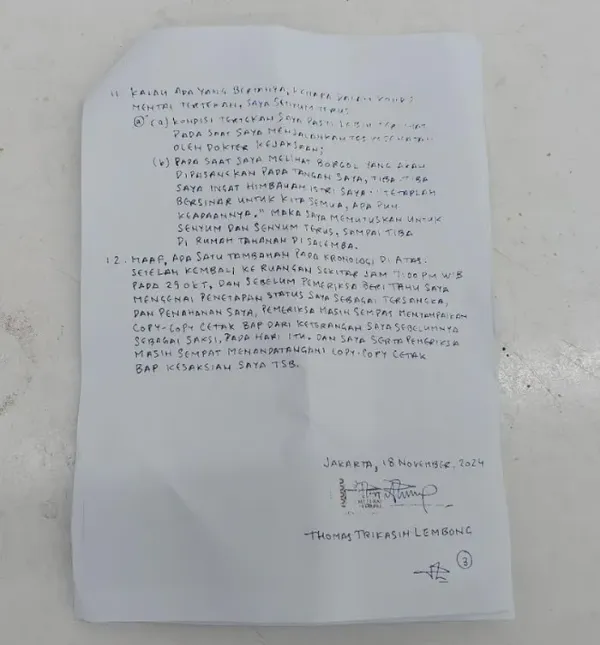 11. KALAU ADA YANG BERTANYA, KENAPA DALAM KONDISI
MENTAL TERTEKAN, SAYA SENYUM TERUS:
(a) KONDISI TERTEKAN SAYA PASTI LEBIH TERLIHAT
PADA SAAT SAYA MENJALANKAN TES KESEHATAN
OLEH DOKTER KEJAKSAAN;
(b) PADA SAAT SAYA MELIHAT BORGOL YANG AKAN
DIPASANGKAN PADA TANGAN SAYA, TIBA-TIBA
SAYA INGAT HIMBAUAN ISTRI SAYA: "TETAPLAH
BERSINAR UNTUK KITA SEMUA, APA PUN
KEADAANNYA." MAKA SAYA MEMUTUSKAN UNTUK
SENYUM DAN SENYUM TERUS, SAMPAI TIBA
DI RUMAH TAHANAN DI SALEMBA.
12. MAAF, ADA SATU TAMBAHAN PADA KRONOLOGI DI ATAS.
SETELAH KEMBALI KE RUANGAN SEKITAR JAM 7:00 PM WIB
PADA 29 OKT, DAN SEBELUM PEMERIKSA BERI TAHU SAYA
MENGENAI PENETAPAN STATUS SAYA SEBAGAI TERSANGKA,
DAN PENAHANAN SAYA, PEMERIKSA MASIH SEMPAT MENYAMPAIKAN
COPY-COPY CETAK BAP DARI KETERANGAN SAYA SEBELUMNYA
SEBAGAI SAKSI, PADA HARI ITU. DAN SAYA SERTA PEMERIKSA
MASIH SEMPAT MENANDATANGANI COPY-COPY CETAK
BAP KESAKSIAN SAYA TSB.
JAKARTA, 18 NOVEMBER, 2024
THOMAS TRIKASIH LEMBONG
3